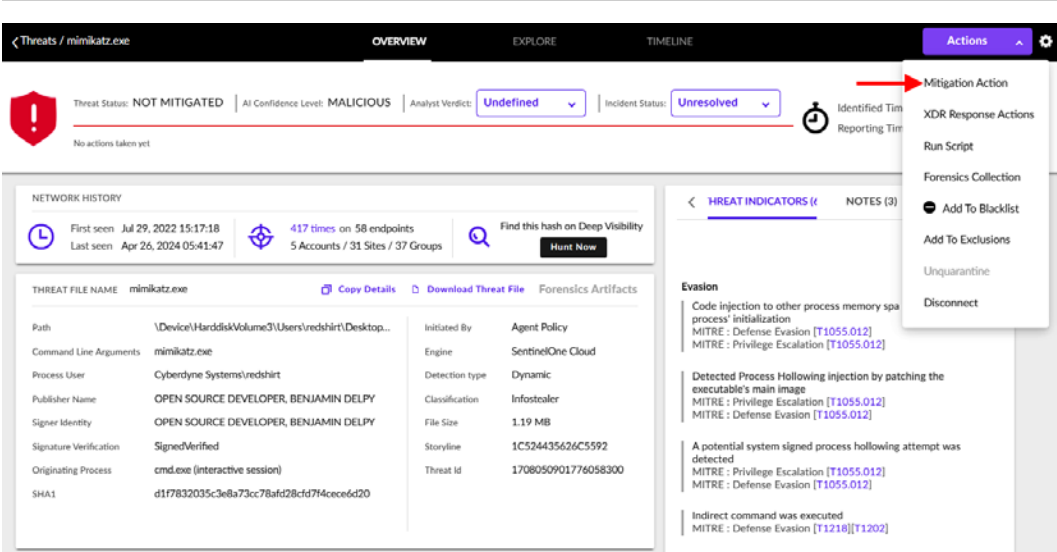 Threats / mimikatz.exe
OVERVIEW
EXPLORE
TIMELINE
Actions
Mitigation Action
XDR Response Actions
Run Script
Forensics Collection
Add To Blacklist
Add To Exclusions
Unquarantine
Disconnect
Threat Status: NOT MITIGATED
AI Confidence Level: MALICIOUS
Analyst Verdict: Undefined
Incident Status: Unresolved
Identified Tim
Reporting Tim
No actions taken yet
NETWORK HISTORY
First seen Jul 29, 2022 15:17:18
Last seen Apr 26, 2024 05:41:47
417 times on 58 endpoints
5 Accounts / 31 Sites / 37 Groups
Find this hash on Deep Visibility
Hunt Now
THREAT FILE NAME mimikatz.exe
Copy Details
Download Threat File
Forensics Artifacts
Path \Device\HarddiskVolume3\Users\redshirt\Desktop...
Command Line Arguments mimikatz.exe
Process User Cyberdyne Systems\redshirt
Publisher Name OPEN SOURCE DEVELOPER, BENJAMIN DELPY
Signer Identity OPEN SOURCE DEVELOPER, BENJAMIN DELPY
Signature Verification SignedVerified
Originating Process cmd.exe (interactive session)
SHA1 d1f7832035c3e8a73cc78afd28cfd7f4cece6d20
Initiated By Agent Policy
Engine SentinelOne Cloud
Detection type Dynamic
Classification Infostealer
File Size 1.19 MB
Storyline 1C524435626C5592
Threat Id 1708050901776058300
HREAT INDICATORS (
NOTES (3)
Evasion
Code injection to other process memory spa
process' initialization
MITRE : Defense Evasion [T1055.012]
MITRE : Privilege Escalation [T1055.012]
Detected Process Hollowing injection by patching the
executable's main image
MITRE : Privilege Escalation [T1055.012]
MITRE : Defense Evasion [T1055.012]
A potential system signed process hollowing attempt was
detected
MITRE : Privilege Escalation [T1055.012]
MITRE : Defense Evasion [T1055.012]
Indirect command was executed
MITRE : Defense Evasion [T1218][T1202]